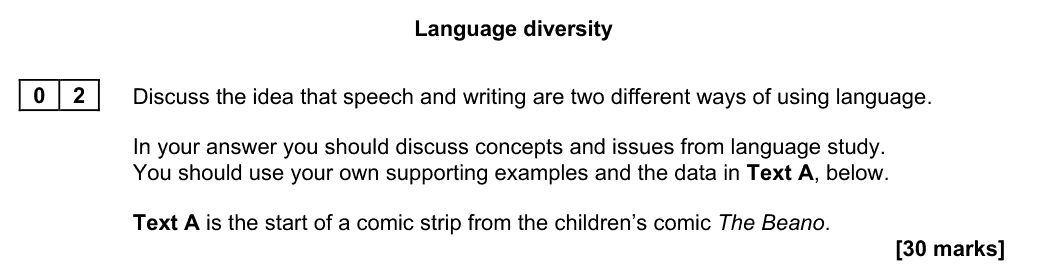 Language diversity
0 2 Discuss the idea that speech and writing are two different ways of using language.
In your answer you should discuss concepts and issues from language study.
You should use your own supporting examples and the data in Text A, below.
Text A is the start of a comic strip from the children’s comic The Beano.
[30 marks]